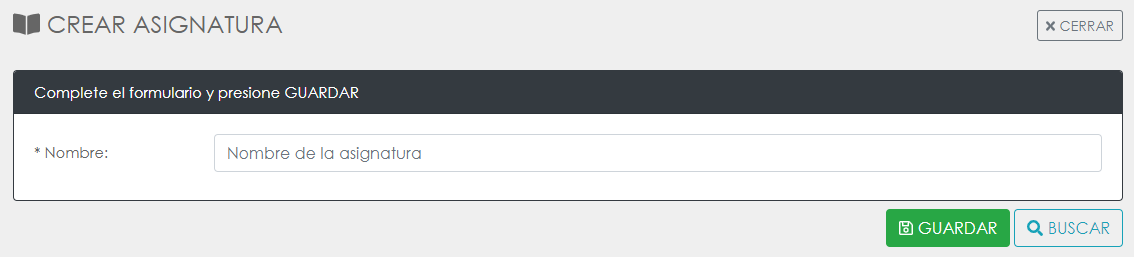 CREAR ASIGNATURA
CERRAR
Complete el formulario y presione GUARDAR
* Nombre:
Nombre de la asignatura
GUARDAR
BUSCAR